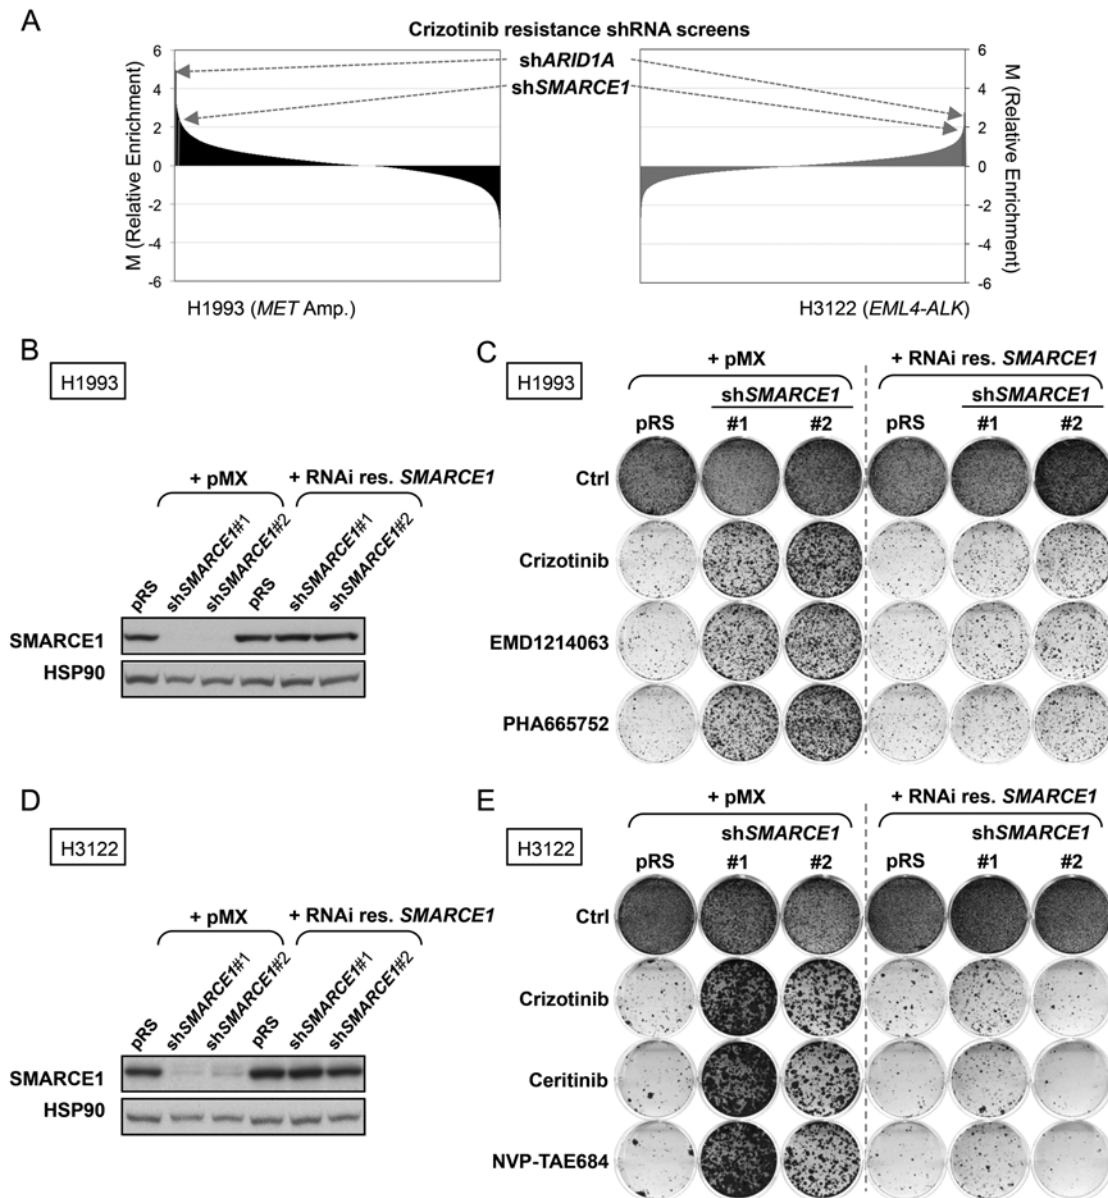 A
Crizotinib resistance shRNA screens
M (Relative Enrichment)
6
4
2
0
-2
-4
-6
shARID1A
shSMARCE1
6
4
2
0
-2
-4
-6
M (Relative Enrichment)
H1993 (MET Amp.)
H3122 (EML4-ALK)
B
H1993
+ pMX
+ RNAi res. SMARCE1
pRS
shSMARCE1#1
shSMARCE1#2
pRS
shSMARCE1#1
shSMARCE1#2
SMARCE1
HSP90
C
H1993
+ pMX
+ RNAi res. SMARCE1
shSMARCE1
shSMARCE1
pRS
#1
#2
pRS
#1
#2
Ctrl
Crizotinib
EMD1214063
PHA665752
D
H3122
+ pMX
+ RNAi res. SMARCE1
pRS
shSMARCE1#1
shSMARCE1#2
pRS
shSMARCE1#1
shSMARCE1#2
SMARCE1
HSP90
E
H3122
+ pMX
+ RNAi res. SMARCE1
shSMARCE1
shSMARCE1
pRS
#1
#2
pRS
#1
#2
Ctrl
Crizotinib
Ceritinib
NVP-TAE684